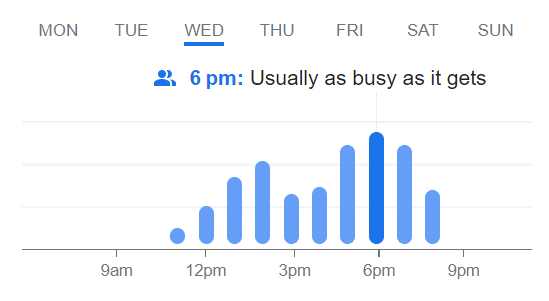 MON TUE WED THU FRI SAT SUN
6 pm: Usually as busy as it gets
9am 12pm 3pm 6pm 9pm